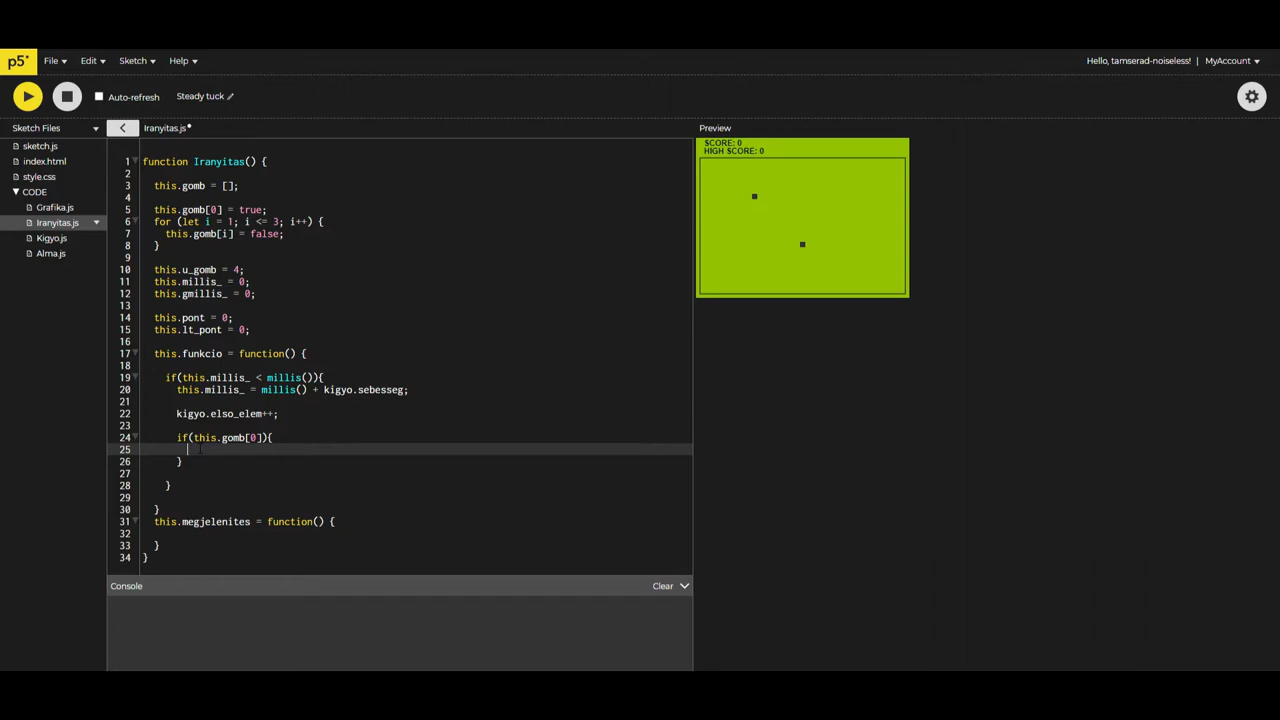 p5* File Edit Sketch Help Hello, tamserad-noiseless! | MyAccount
Auto-refresh Steady tuck
Sketch Files Iranyitas.js Preview
sketch.js
index.html
style.css
CODE
Grafika.js
Iranyitas.js
Kigyo.js
Alma.js
1 function Iranyitas() {
2
3 this.gomb = [];
4
5 this.gomb[0] = true;
6 for (let i = 1; i <= 3; i++) {
7 this.gomb[i] = false;
8 }
9
10 this.u_gomb = 4;
11 this.millis_ = 0;
12 this.gmillis_ = 0;
13
14 this.pont = 0;
15 this.lt_pont = 0;
16
17 this.funkcio = function() {
18
19 if(this.millis_ < millis()){
20 this.millis_ = millis() + kigyo.sebesseg;
21
22 kigyo.elso_elem++;
23
24 if(this.gomb[0]){
25
26 }
27
28 }
29
30 }
31 this.megjelenites = function() {
32
33 }
34 }
SCORE: 0
HIGH SCORE: 0
Console Clear